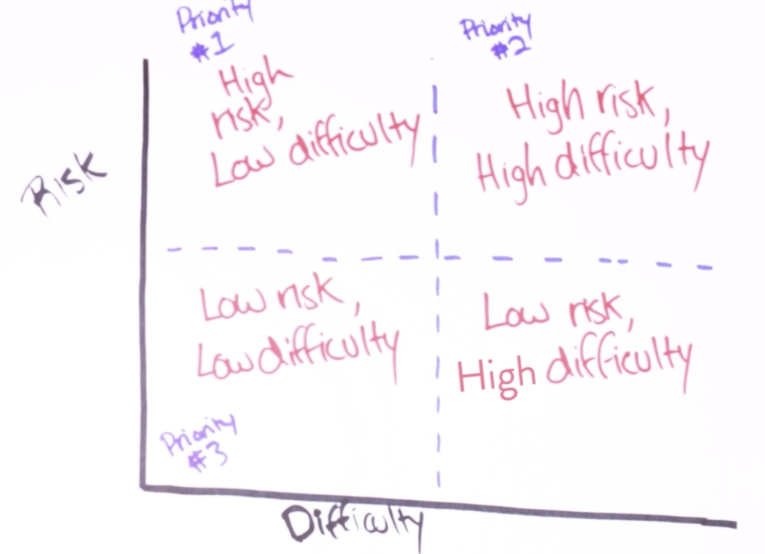 Priority
#1
High
risk,
Low difficulty
Priority
#2
High risk,
High difficulty
Risk
Low risk,
Low difficulty
Priority
#3
Low risk,
High difficulty
Difficulty